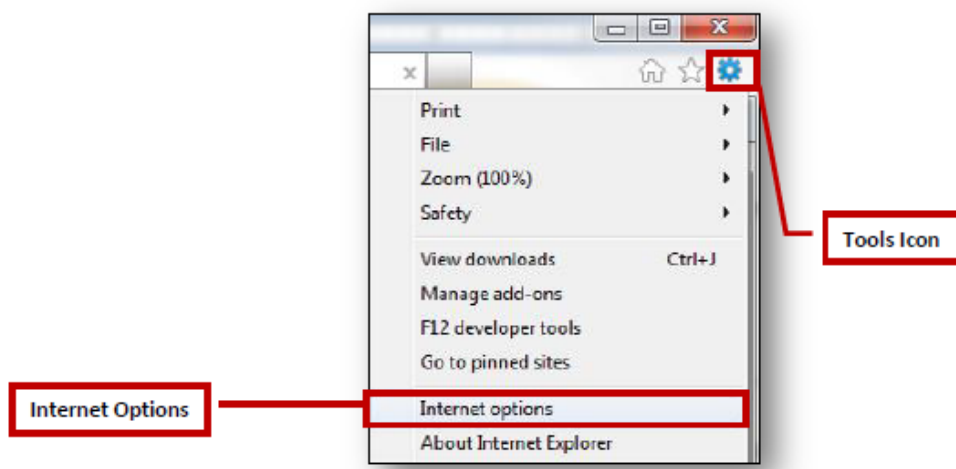 Print
File
Zoom (100%)
Safety
Tools Icon
View downloads Ctrl+J
Manage add-ons
F12 developer tools
Go to pinned sites
Internet Options
Internet options
About Internet Explorer